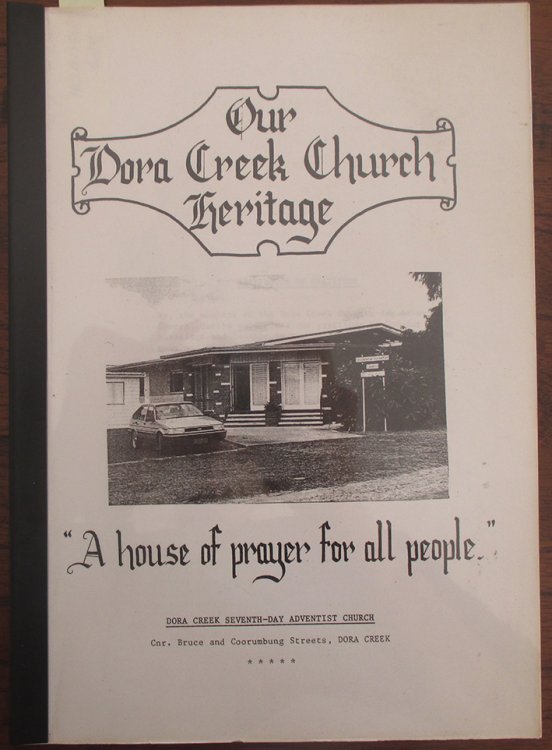 Our
Dora Creek Church
Heritage
"A house of prayer for all people."
DORA CREEK SEVENTH-DAY ADVENTIST CHURCH
Cnr. Bruce and Coorumbung Streets, DORA CREEK
* * * * *